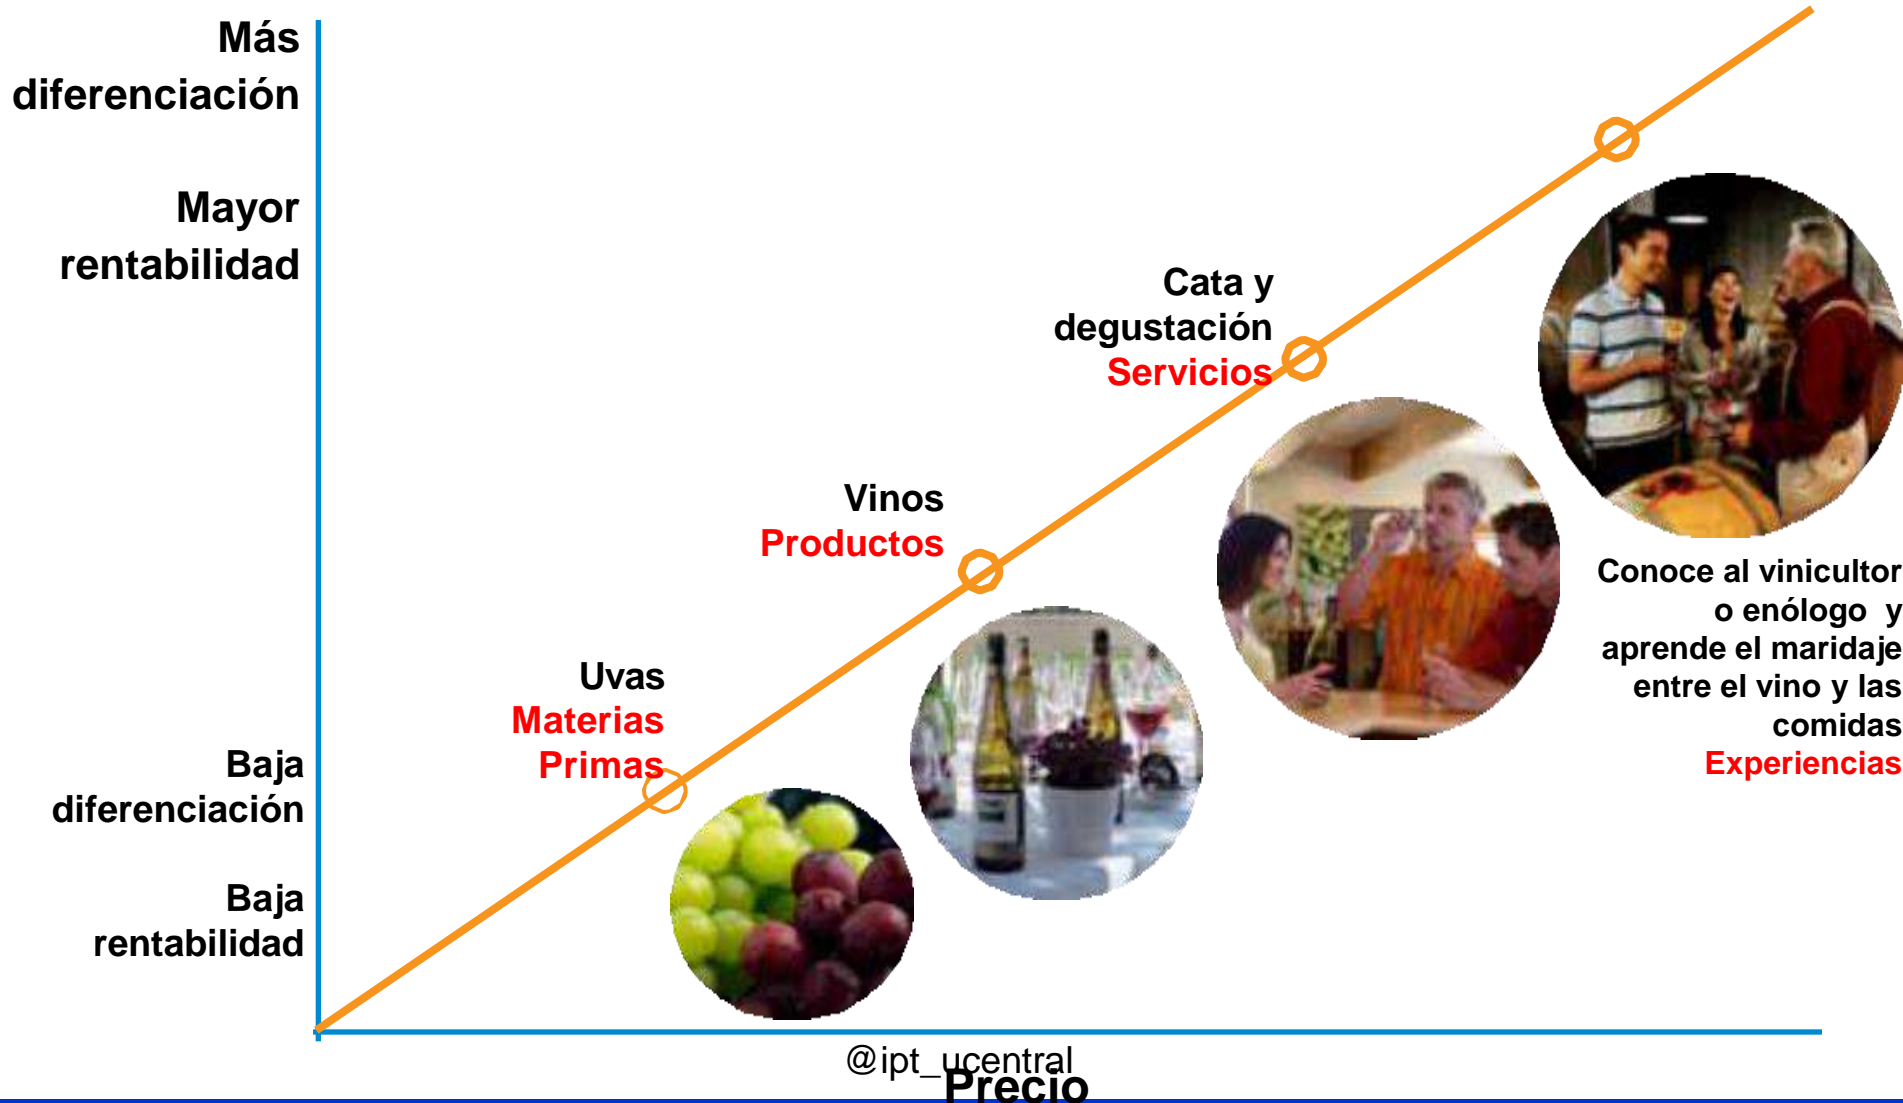 Más
diferenciación
Mayor
rentabilidad
Cata y
degustación
Servicios
Vinos
Productos
Conoce al vinicultor
o enólogo y
aprende el maridaje
entre el vino y las
comidas
Experiencias
Uvas
Materias
Primas
Baja
diferenciación
Baja
rentabilidad
@ipt_ucentral
Precio